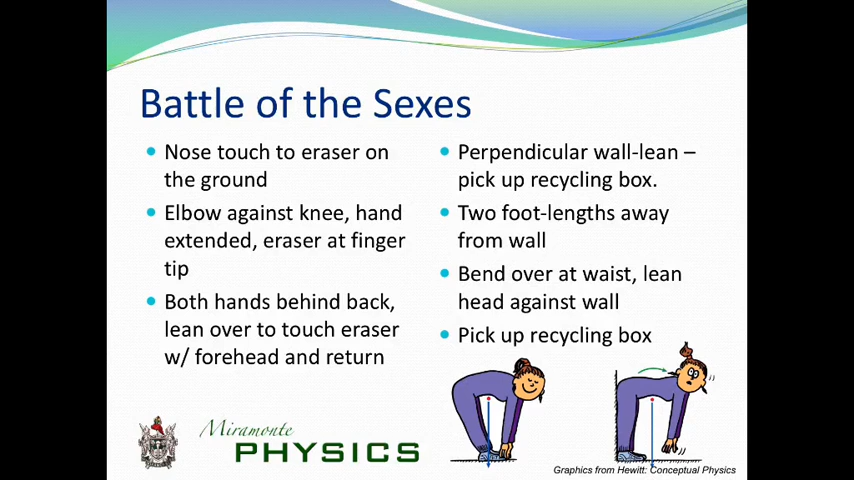 Battle of the Sexes
Nose touch to eraser on
the ground
Elbow against knee, hand
extended, eraser at finger
tip
Both hands behind back,
lean over to touch eraser
w/ forehead and return
Perpendicular wall-lean –
pick up recycling box.
Two foot-lengths away
from wall
Bend over at waist, lean
head against wall
Pick up recycling box
Miramonte
PHYSICS
Graphics from Hewitt: Conceptual Physics